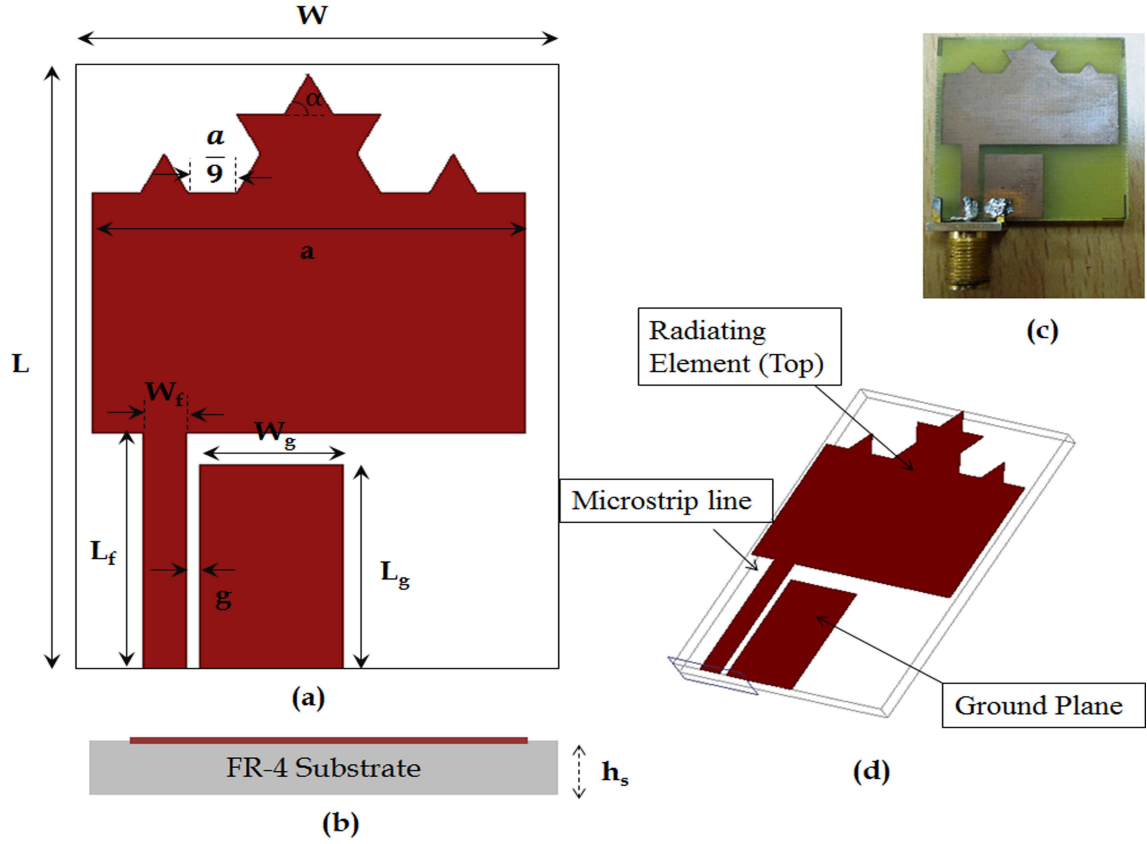 W
α
a
9
a
L
W_f
W_g
L_f
g
L_g
(a)
FR-4 Substrate
h_s
(b)
(c)
Radiating
Element (Top)
Microstrip line
Ground Plane
(d)